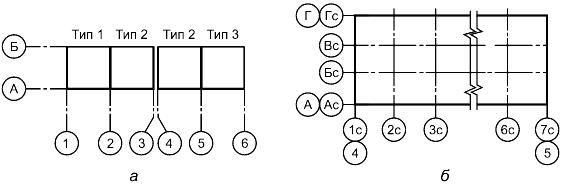 Тип 1 Тип 2 Тип 2 Тип 3
Б
А
1 2 3 4 5 6
а
Г Гс
Вс
Бс
А Ас
1с 2с 3с 6с 7с
4 5
б